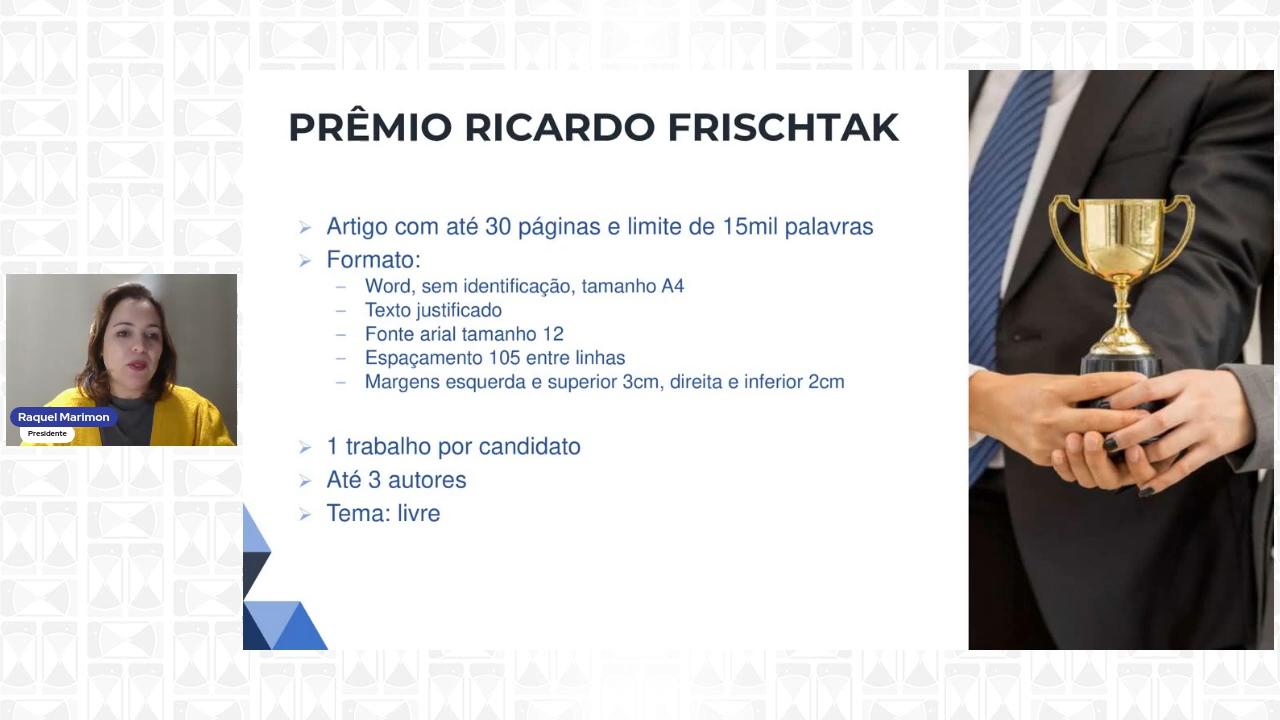 PRÊMIO RICARDO FRISCHTAK
Artigo com até 30 páginas e limite de 15mil palavras
Formato:
– Word, sem identificação, tamanho A4
– Texto justificado
– Fonte arial tamanho 12
– Espaçamento 105 entre linhas
– Margens esquerda e superior 3cm, direita e inferior 2cm
1 trabalho por candidato
Até 3 autores
Tema: livre
Raquel Marimon
Presidente